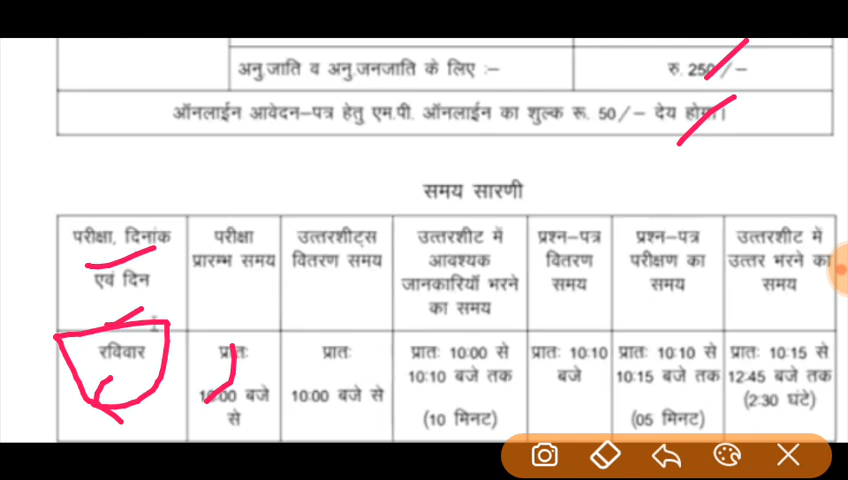 अनु.जाति व अनु.जनजाति के लिए :–
रु. 250/–
ऑनलाईन आवेदन–पत्र हेतु एम.पी. ऑनलाईन का शुल्क रू. 50/– देय होगा।
समय सारणी
परीक्षा, दिनांक एवं दिन
परीक्षा प्रारम्भ समय
उत्तरशीट्स वितरण समय
उत्तरशीट में आवश्यक जानकारियॉ भरने का समय
प्रश्न–पत्र वितरण समय
प्रश्न–पत्र परीक्षण का समय
उत्तरशीट में उत्तर भरने का समय
रविवार
प्रातः 10:00 बजे से
प्रातः 10:00 बजे से
प्रातः 10:00 से 10:10 बजे तक (10 मिनट)
प्रातः 10:10 बजे
प्रातः 10:10 से 10:15 बजे तक (05 मिनट)
प्रातः 10:15 से 12:45 बजे तक (2:30 घंटे)